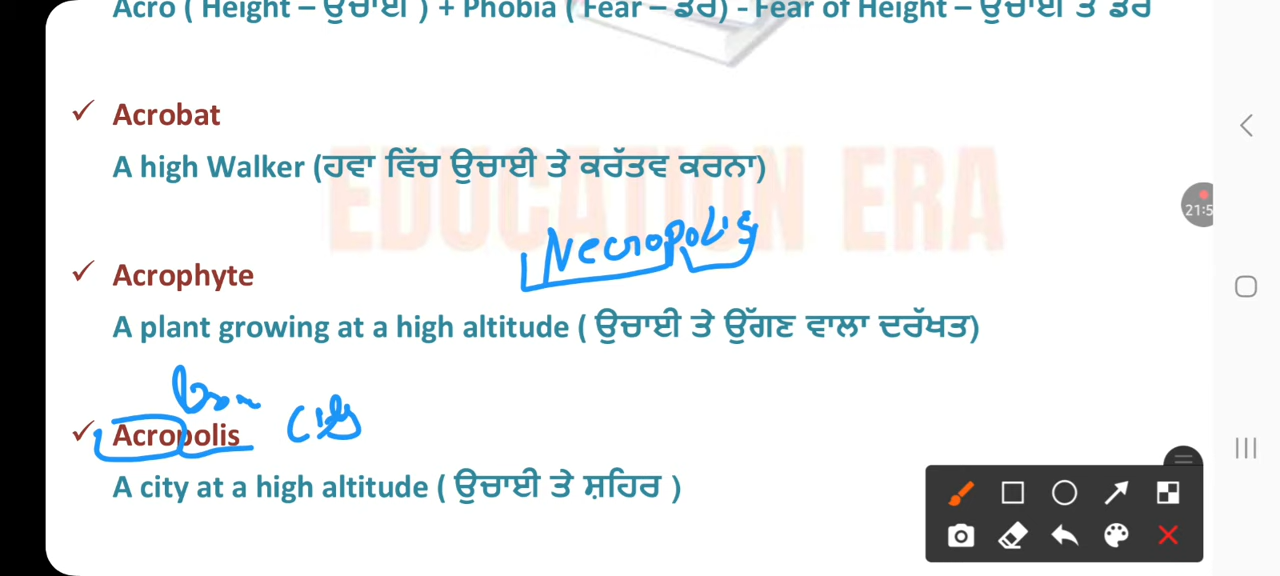 Acro ( Height – ਉਚਾਈ ) + Phobia ( Fear – ਡਰ) - Fear of Height – ਉਚਾਈ ਤੋਂ ਡਰ
✓ Acrobat
A high Walker (ਹਵਾ ਵਿੱਚ ਉਚਾਈ ਤੇ ਕਰੱਤਵ ਕਰਨਾ)
EDUCATION ERA
Necropolis
✓ Acrophyte
A plant growing at a high altitude ( ਉਚਾਈ ਤੇ ਉੱਗਣ ਵਾਲਾ ਦਰੱਖਤ)
City
✓ Acropolis
A city at a high altitude ( ਉਚਾਈ ਤੇ ਸ਼ਹਿਰ )
21:5